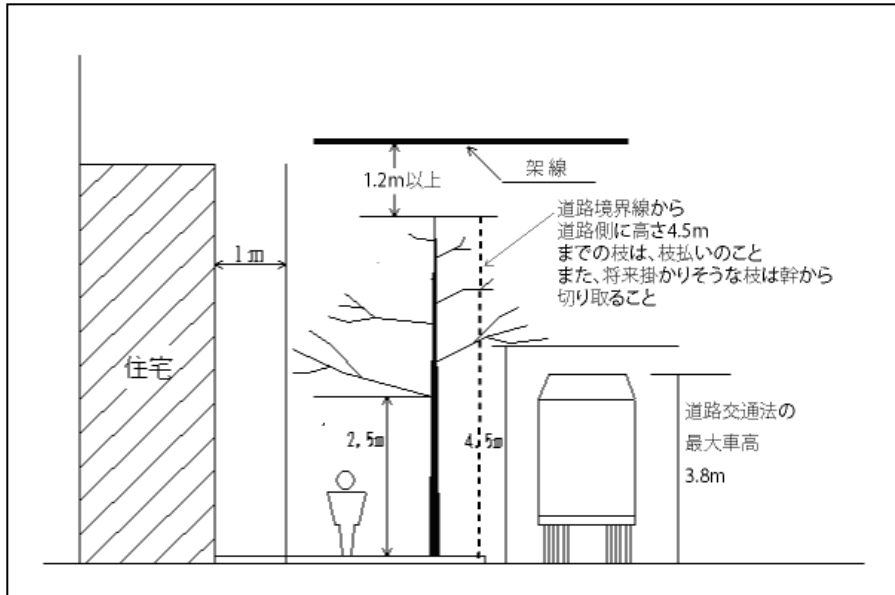 架線
1.2m以上
道路境界線から
道路側に高さ4.5m
までの枝は、枝払いのこと
また、将来掛かりそうな枝は幹から
切り取ること
1m
住宅
2,5m
4,5m
道路交通法の
最大車高
3.8m